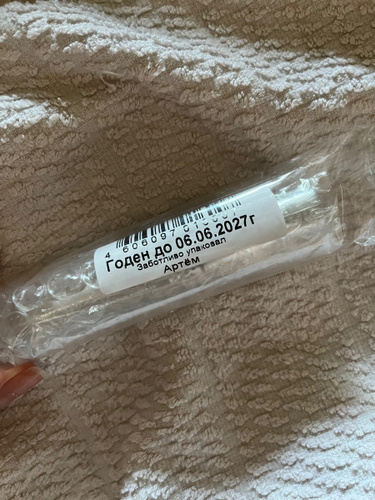 Годен до 06.06.2027г
Заботливо упаковал
Артём